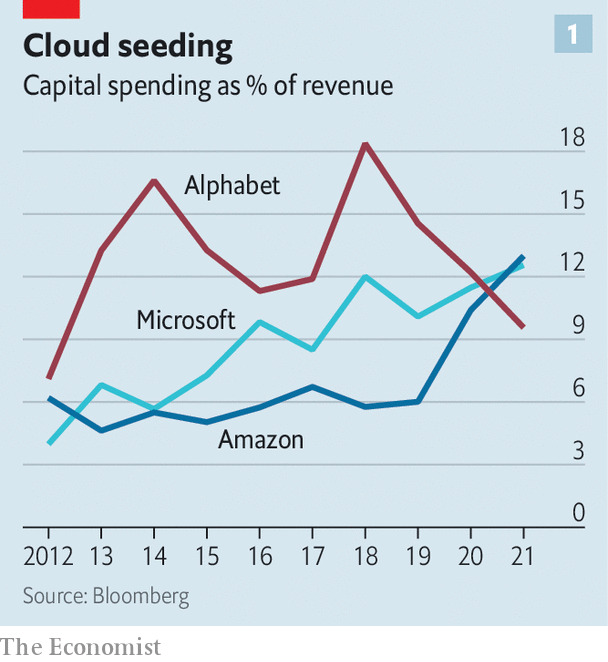 Cloud seeding
1
Capital spending as % of revenue
18
Alphabet
15
12
Microsoft
9
6
Amazon
3
0
2012 13 14 15 16 17 18 19 20 21
Source: Bloomberg
The Economist